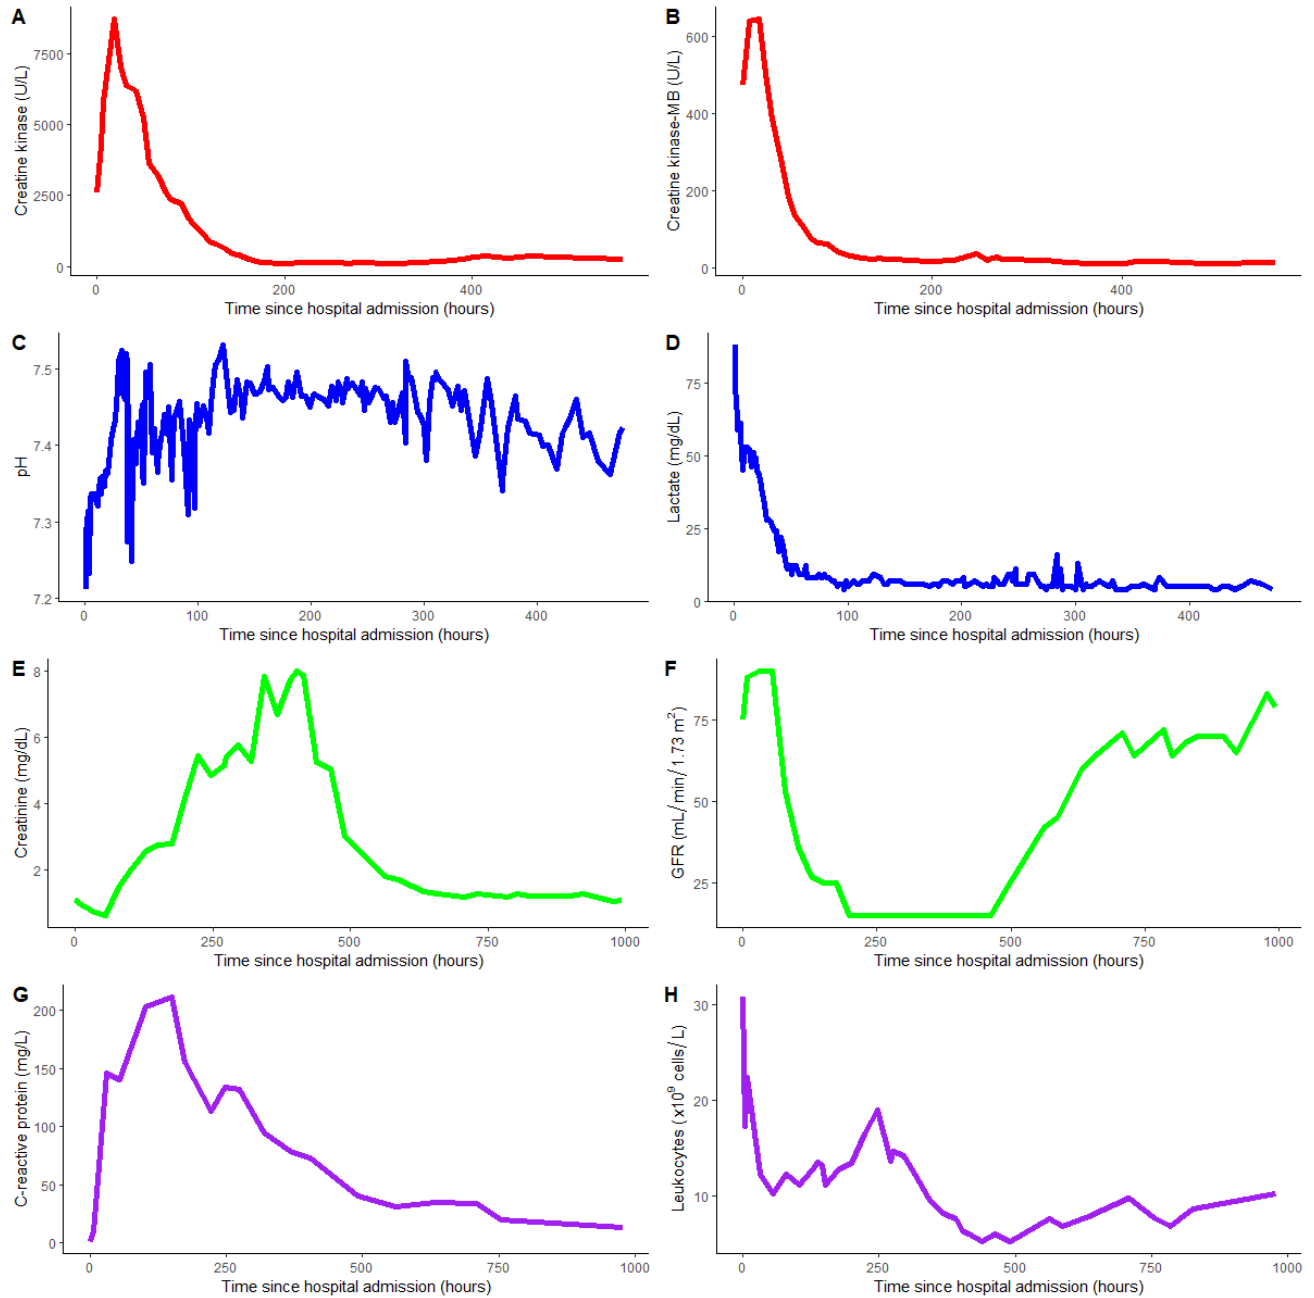 A
Creatine kinase (U/L)
7500
5000
2500
0
0 200 400
Time since hospital admission (hours)
B
Creatine kinase-MB (U/L)
600
400
200
0
0 200 400
Time since hospital admission (hours)
C
pH
7.5
7.4
7.3
7.2
0 100 200 300 400
Time since hospital admission (hours)
D
Lactate (mg/dL)
75
50
25
0
0 100 200 300 400
Time since hospital admission (hours)
E
Creatinine (mg/dL)
8
6
4
2
0 250 500 750 1000
Time since hospital admission (hours)
F
GFR (mL/ min/ 1.73 m²)
75
50
25
0 250 500 750 1000
Time since hospital admission (hours)
G
C-reactive protein (mg/L)
200
150
100
50
0
0 250 500 750 1000
Time since hospital admission (hours)
H
Leukocytes (x10⁹ cells/ L)
30
20
10
0 250 500 750 1000
Time since hospital admission (hours)